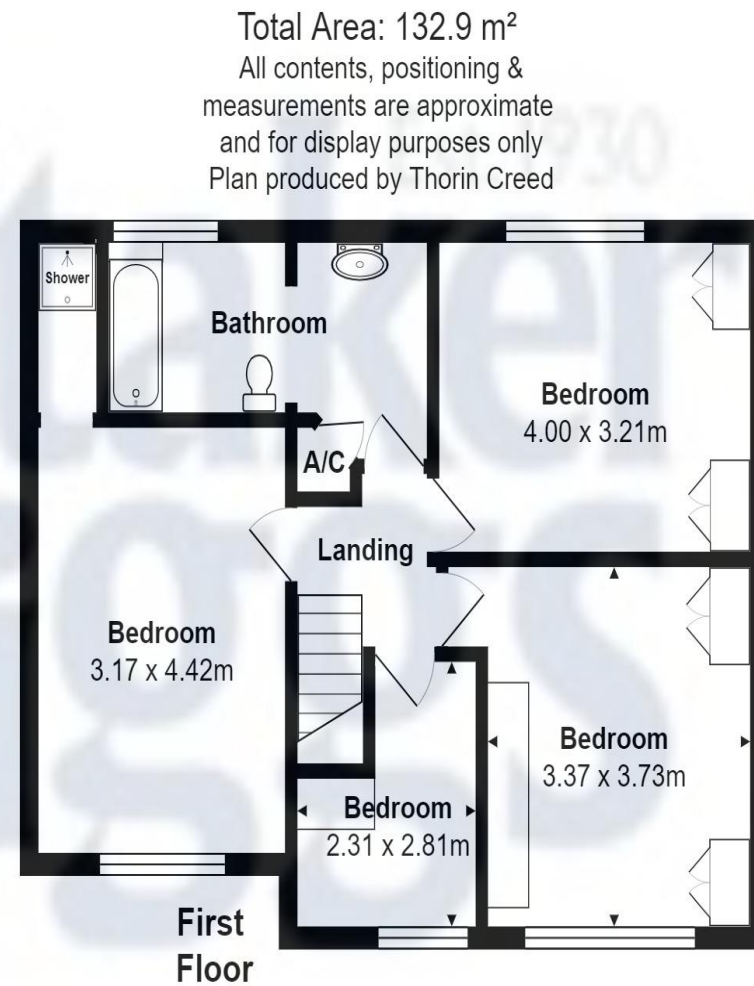 Total Area: 132.9 m²
All contents, positioning &
measurements are approximate
and for display purposes only
Plan produced by Thorin Creed
Shower
Bathroom
Bedroom
4.00 x 3.21m
A/C
Landing
Bedroom
3.17 x 4.42m
Bedroom
3.37 x 3.73m
Bedroom
2.31 x 2.81m
First
Floor